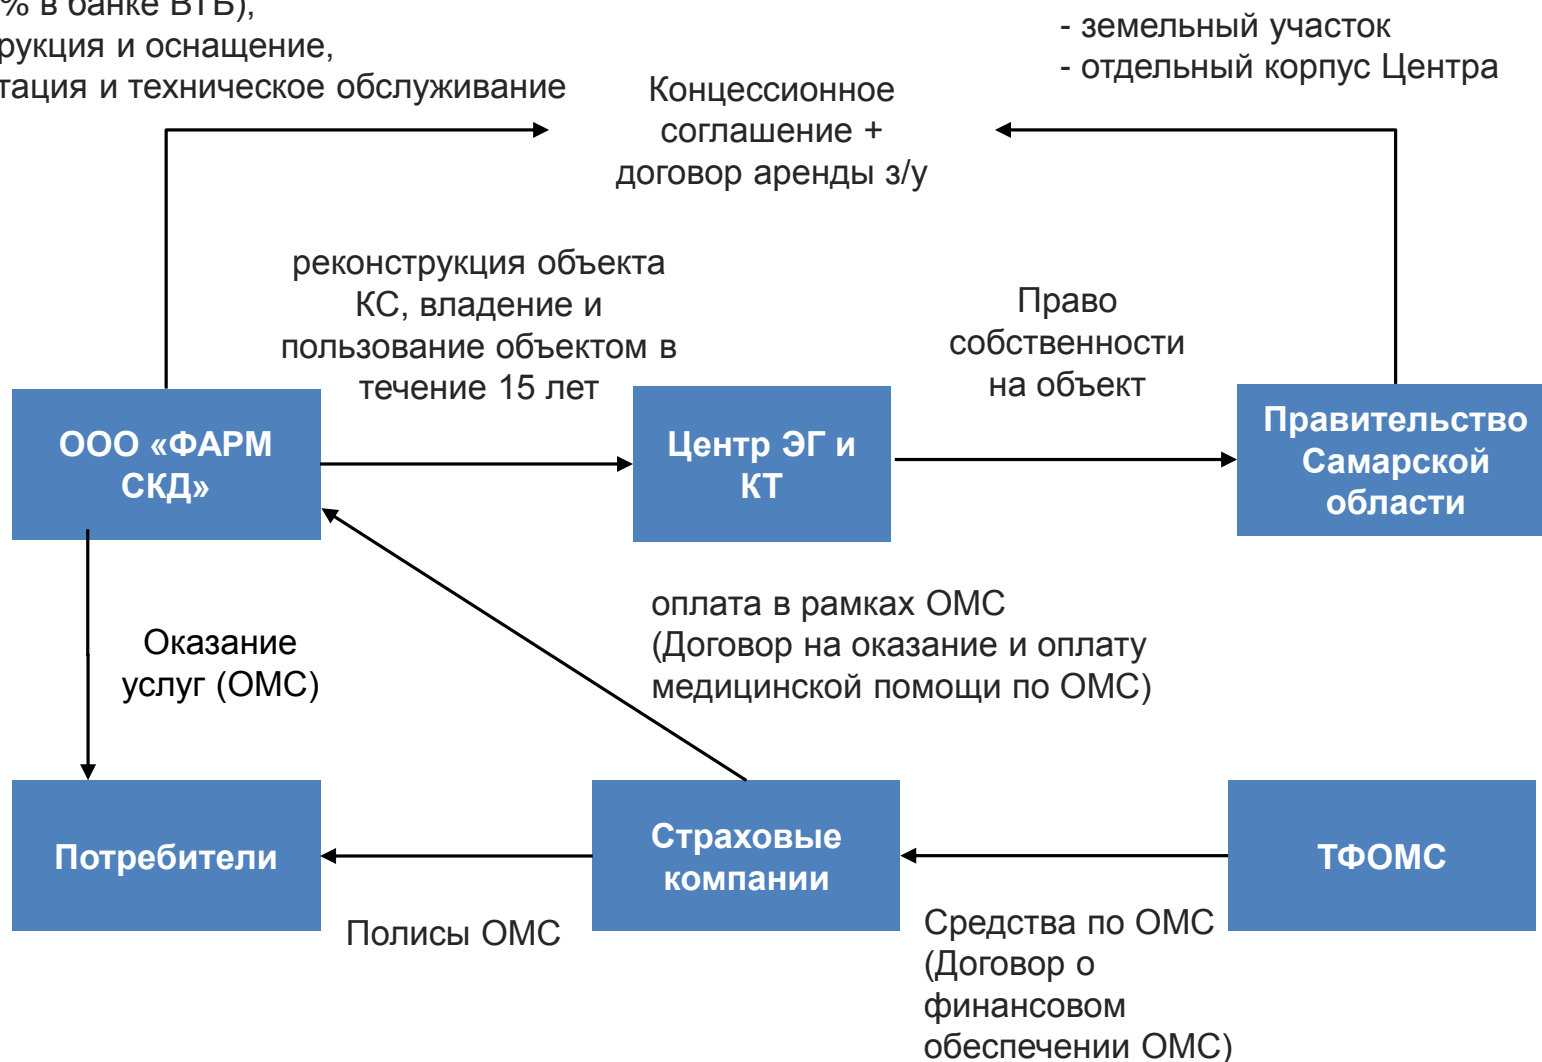 % в банке ВТБ),
рукция и оснащение,
тация и техническое обслуживание
- земельный участок
- отдельный корпус Центра
Концессионное
соглашение +
договор аренды з/у
реконструкция объекта
КС, владение и
пользование объектом в
течение 15 лет
Право
собственности
на объект
ООО «ФАРМ
СКД»
Центр ЭГ и
КТ
Правительство
Самарской
области
Оказание
услуг (ОМС)
оплата в рамках ОМС
(Договор на оказание и оплату
медицинской помощи по ОМС)
Потребители
Страховые
компании
ТФОМС
Полисы ОМС
Средства по ОМС
(Договор о
финансовом
обеспечении ОМС)